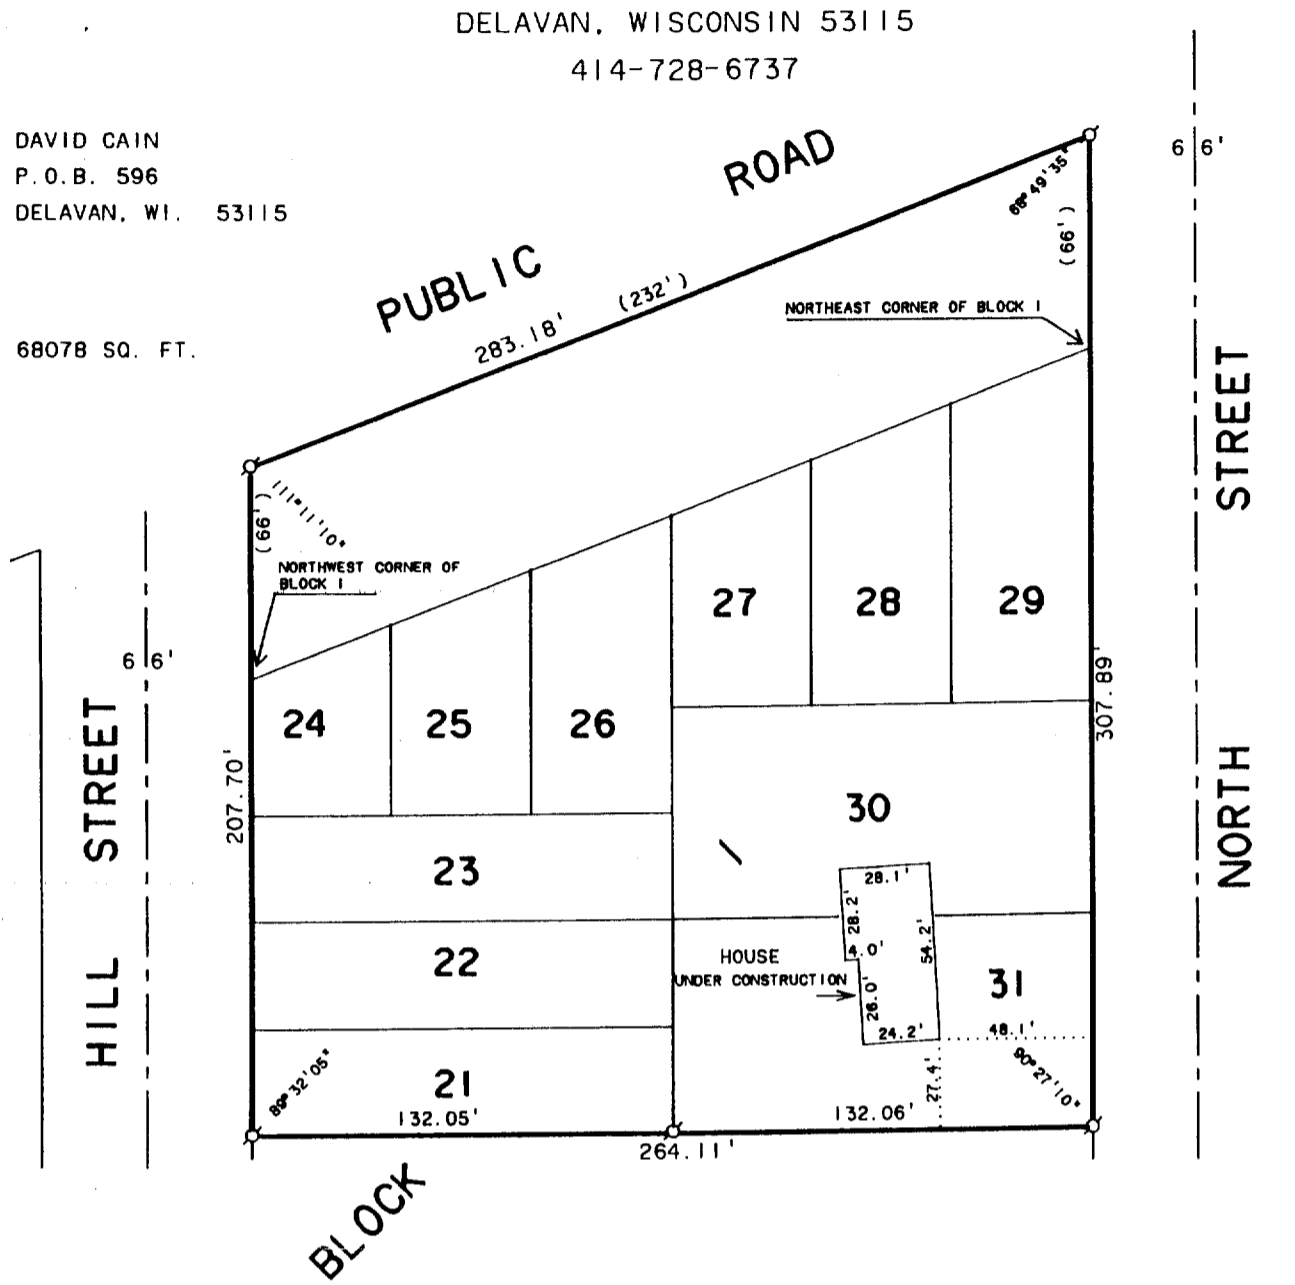 DELAVAN, WISCONSIN 53115
414-728-6737
DAVID CAIN
P.O.B. 596
DELAVAN, WI. 53115
68078 SQ. FT.
PUBLIC ROAD
283.18' (232')
68°49'35"
(66')
66'
NORTHEAST CORNER OF BLOCK 1
111°11'10"
(66')
NORTHWEST CORNER OF
BLOCK 1
66'
HILL STREET
207.70'
NORTH STREET
307.89'
24
25
26
27
28
29
23
30
22
31
21
28.1'
28.2'
54.2'
4.0'
26.0'
24.2'
HOUSE
UNDER CONSTRUCTION
48.1'
27.4'
89°32'05"
90°27'10"
132.05'
132.06'
264.11'
BLOCK